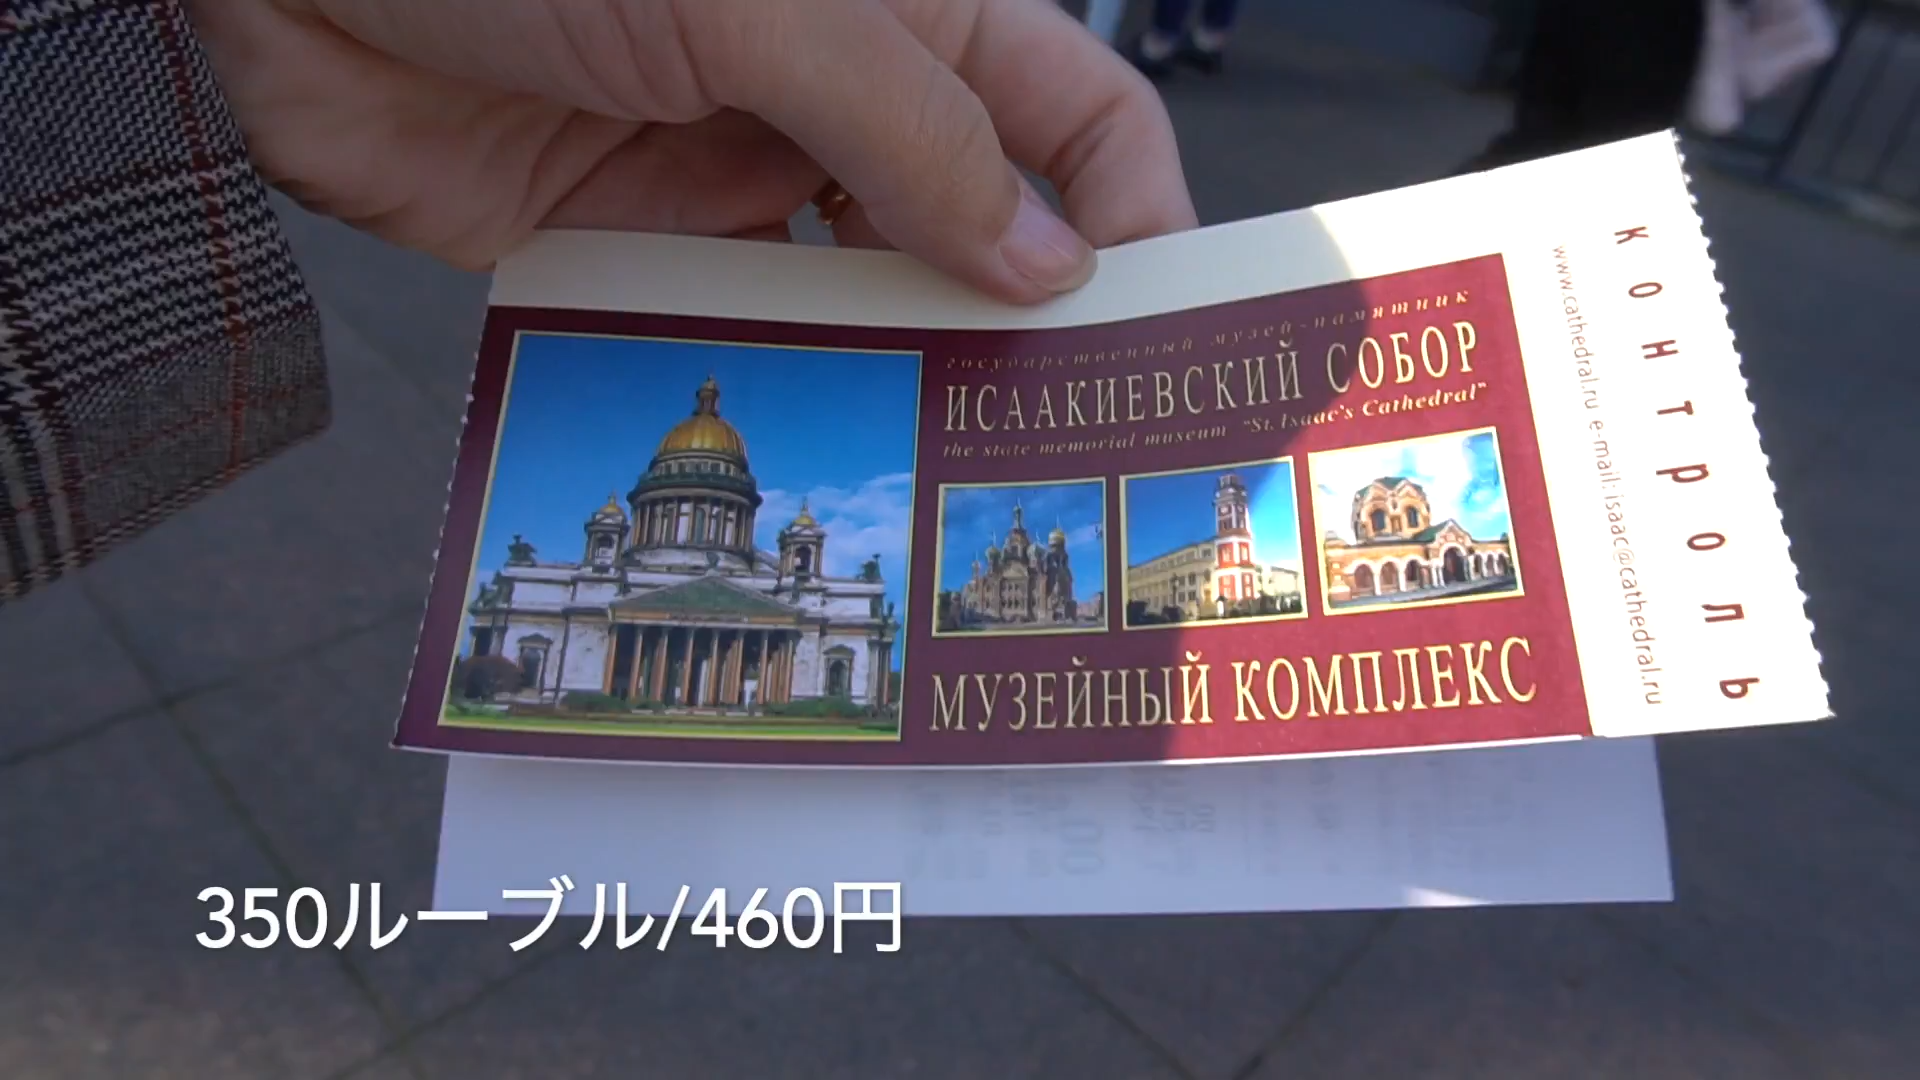 государственный музей-памятник
ИСААКИЕВСКИЙ СОБОР
the state memorial museum "St. Isaac's Cathedral"
МУЗЕЙНЫЙ КОМПЛЕКС
www.cathedral.ru e-mail: isaac@cathedral.ru
КОНТРОЛЬ
350ルーブル/460円